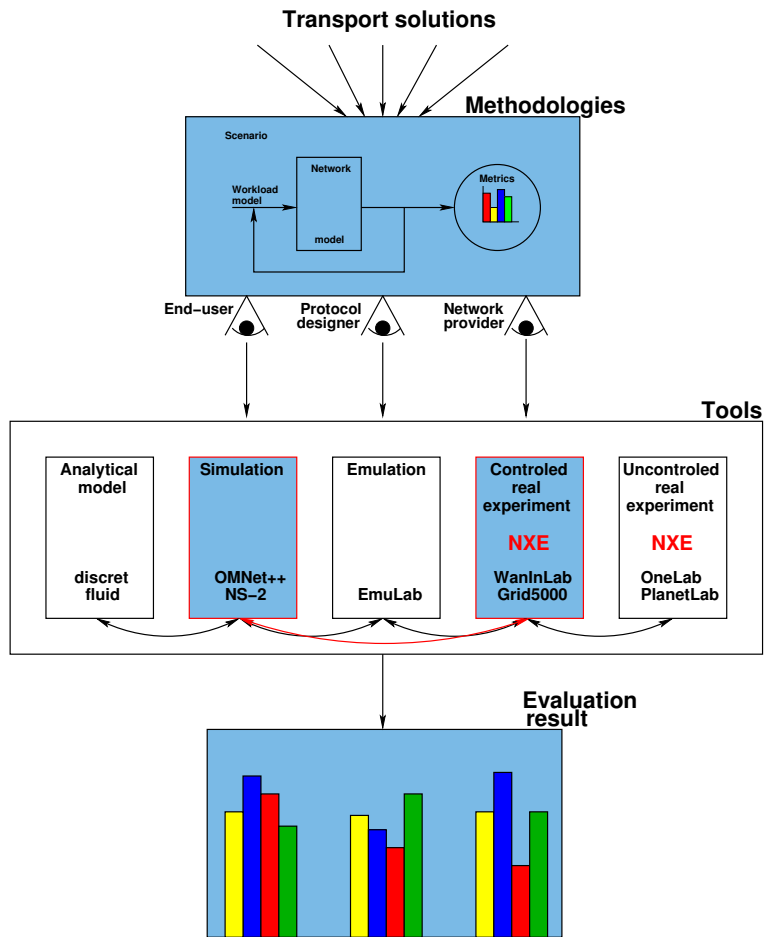 Transport solutions
Methodologies
Scenario
Network
Workload
model
model
Metrics
End-user
Protocol
designer
Network
provider
Tools
Analytical
model
discret
fluid
Simulation
OMNet++
NS-2
Emulation
EmuLab
Controled
real
experiment
NXE
WanInLab
Grid5000
Uncontroled
real
experiment
NXE
OneLab
PlanetLab
Evaluation
result